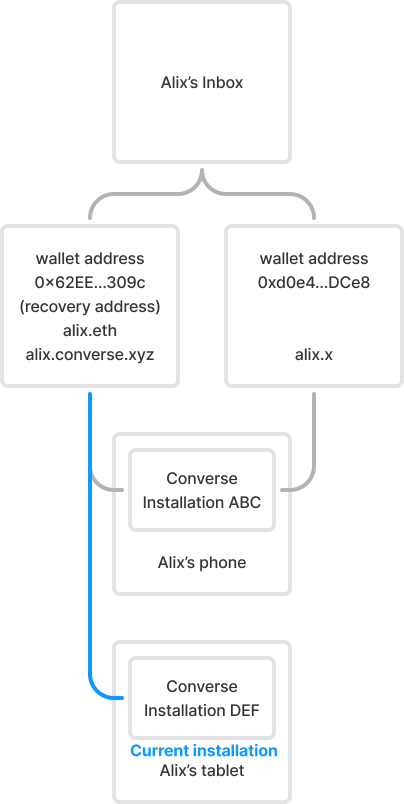 Alix’s Inbox
wallet address
0×62EE...309c
(recovery address)
alix.eth
alix.converse.xyz
wallet address
0xd0e4...DCe8
alix.x
Converse
Installation ABC
Alix’s phone
Converse
Installation DEF
Current installation
Alix’s tablet